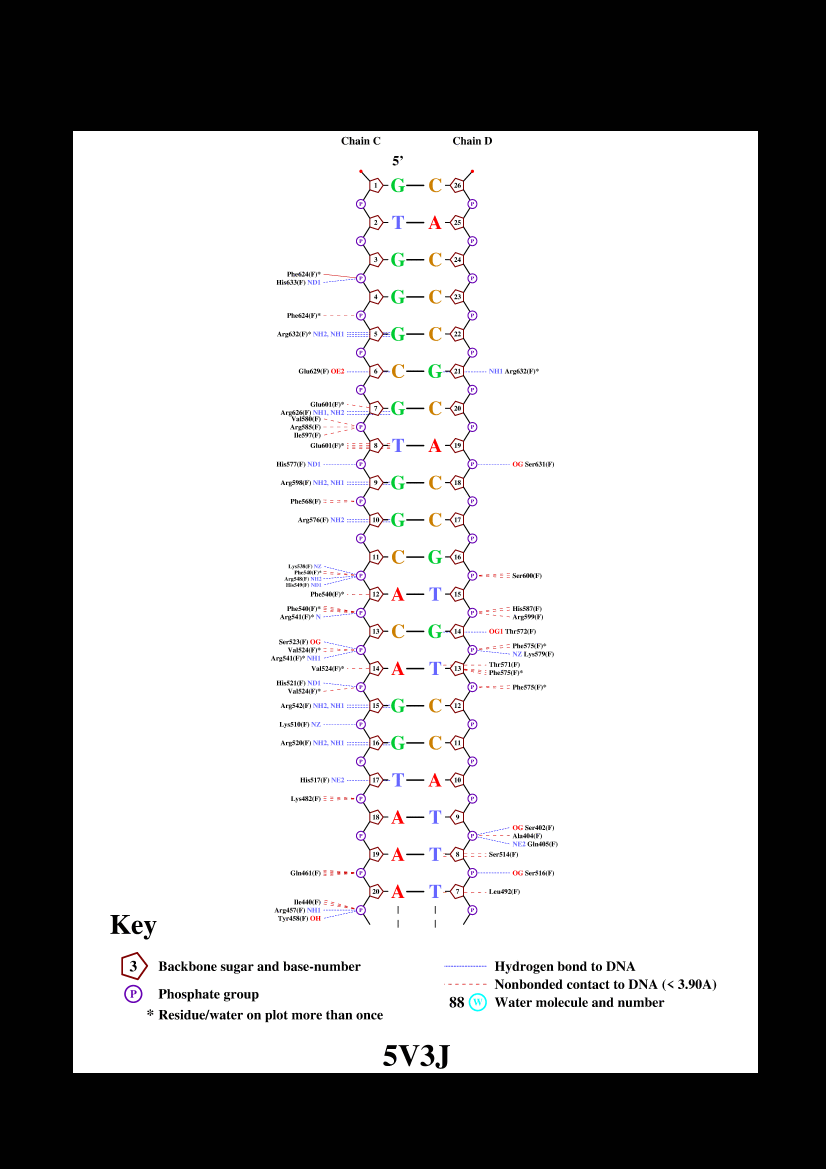 Chain C Chain D
5'
1 G C 26
P P
2 T A 25
P P
3 G C 24
Phe624(F)*
His633(F) ND1
P P
4 G C 23
Phe624(F)* P P
Arg632(F)* NH2, NH1 5 G C 22
P P
Glu629(F) OE2 6 C G 21 NH1 Arg632(F)*
P P
Glu601(F)*
Arg626(F) NH1, NH2 7 G C 20
Val580(F)
Arg585(F) P P
Ile597(F)
Glu601(F)* 8 T A 19
His577(F) ND1 P P OG Ser631(F)
Arg598(F) NH2, NH1 9 G C 18
Phe568(F) P P
Arg576(F) NH2 10 G C 17
P P
11 C G 16
Lys538(F) NZ
Phe540(F)*
P P Ser600(F)
Arg548(F) NH2
His549(F) ND1
Phe540(F)* 12 A T 15
Phe540(F)* His587(F)
P P
Arg541(F)* N Arg599(F)
13 C G 14 OG1 Thr572(F)
Ser523(F) OG
Val524(F)* P P Phe575(F)*
Arg541(F)* NH1 NZ Lys579(F)
Val524(F)* 14 A T 13 Thr571(F)
Phe575(F)*
His521(F) ND1
Val524(F)* P P Phe575(F)*
Arg542(F) NH2, NH1 15 G C 12
Lys510(F) NZ P P
Arg520(F) NH2, NH1 16 G C 11
P P
His517(F) NE2 17 T A 10
Lys482(F) P P
18 A T 9
OG Ser402(F)
P P Ala404(F)
NE2 Gln405(F)
19 A T 8 Ser514(F)
Gln461(F) P P OG Ser516(F)
20 A T 7 Leu492(F)
Ile440(F)
Arg457(F) NH1 P P
Tyr458(F) OH
Key
3 Backbone sugar and base-number
P Phosphate group
* Residue/water on plot more than once
Hydrogen bond to DNA
Nonbonded contact to DNA (< 3.90A)
88 W Water molecule and number
5V3J